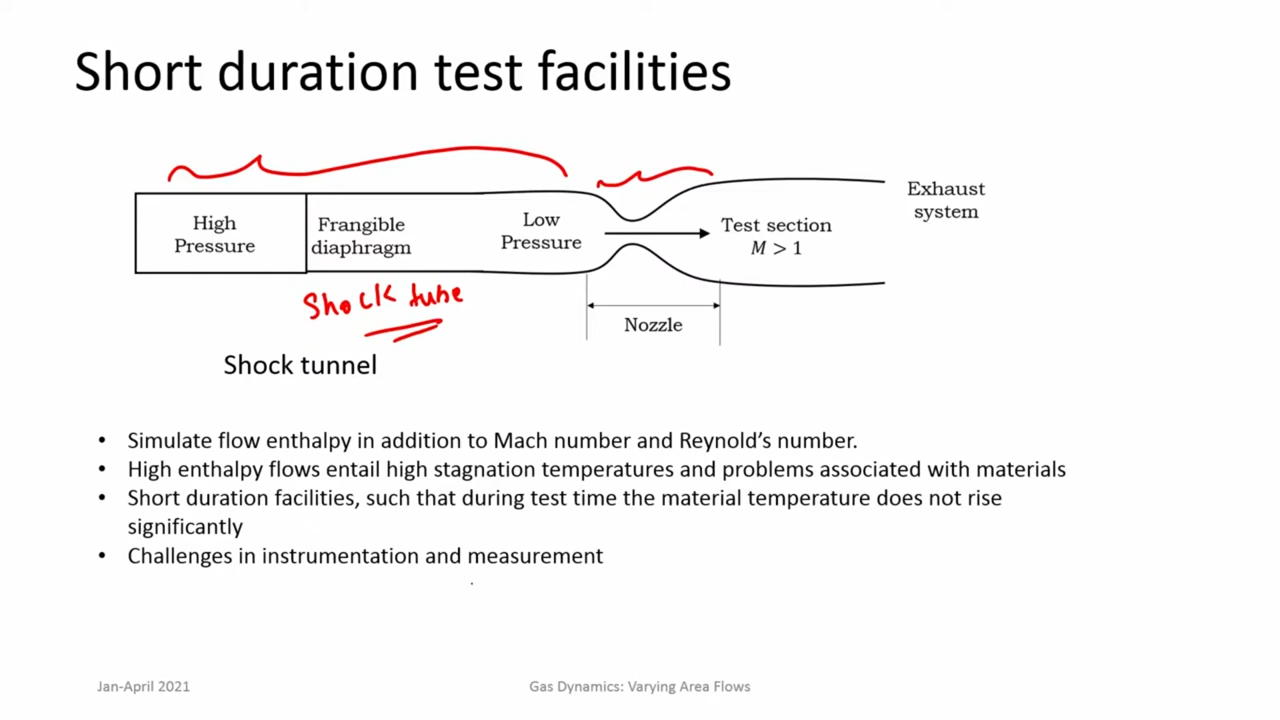 Short duration test facilities
High
Pressure
Frangible
diaphragm
Low
Pressure
Test section
M > 1
Exhaust
system
Shock tube
Nozzle
Shock tunnel
• Simulate flow enthalpy in addition to Mach number and Reynold’s number.
• High enthalpy flows entail high stagnation temperatures and problems associated with materials
• Short duration facilities, such that during test time the material temperature does not rise
significantly
• Challenges in instrumentation and measurement
Jan-April 2021
Gas Dynamics: Varying Area Flows